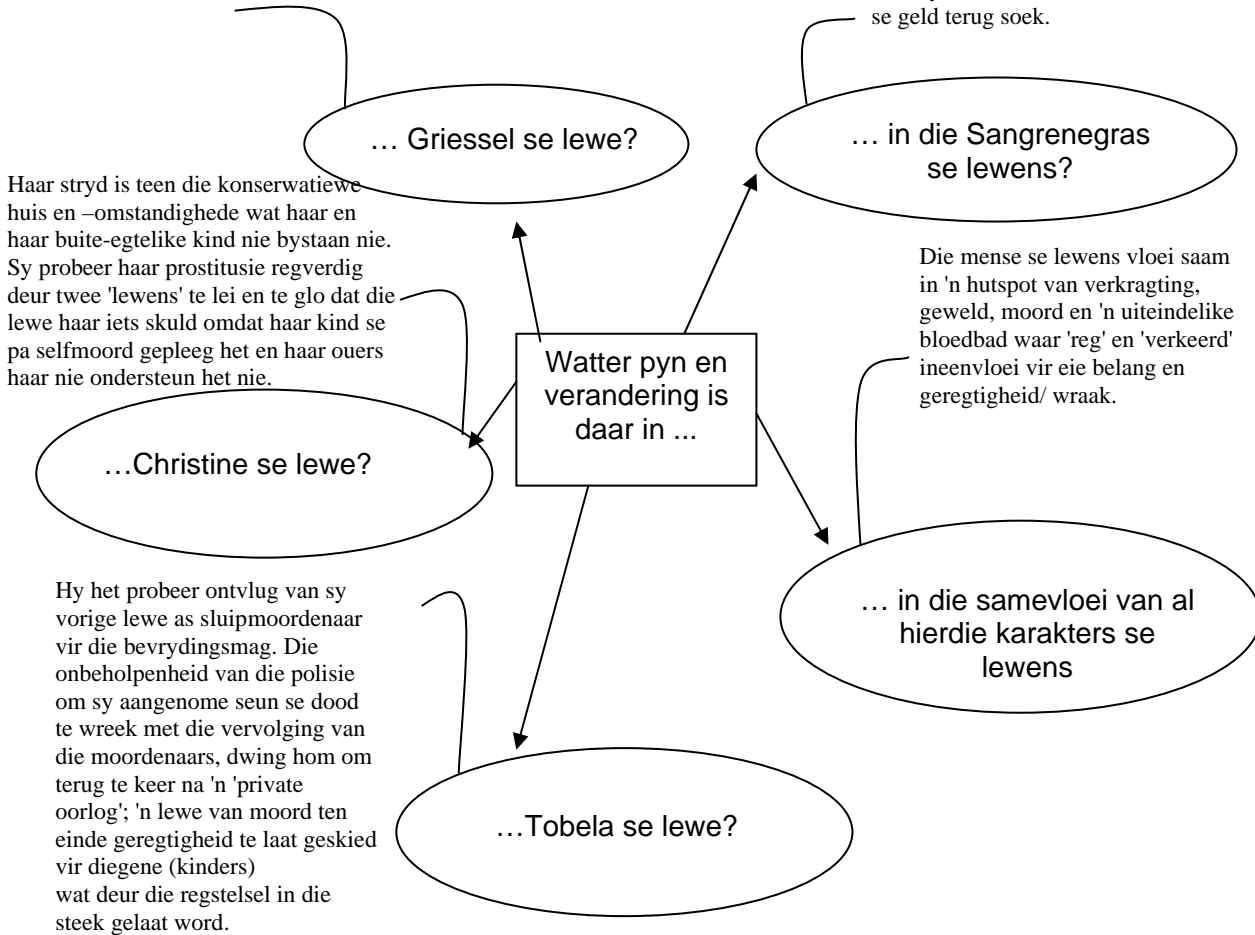 se geld terug soek.
… Griessel se lewe?
… in die Sangrenegras
se lewens?
Haar stryd is teen die konserwatiewe
huis en –omstandighede wat haar en
haar buite-egtelike kind nie bystaan nie.
Sy probeer haar prostitusie regverdig
deur twee 'lewens' te lei en te glo dat die
lewe haar iets skuld omdat haar kind se
pa selfmoord gepleeg het en haar ouers
haar nie ondersteun het nie.
Die mense se lewens vloei saam
in 'n hutspot van verkragting,
geweld, moord en 'n uiteindelike
bloedbad waar 'reg' en 'verkeerd'
ineenvloei vir eie belang en
geregtigheid/ wraak.
Watter pyn en
verandering is
daar in ...
…Christine se lewe?
… in die samevloei van al
hierdie karakters se
lewens
Hy het probeer ontvlug van sy
vorige lewe as sluipmoordenaar
vir die bevrydingsmag. Die
onbeholpenheid van die polisie
om sy aangenome seun se dood
te wreek met die vervolging van
die moordenaars, dwing hom om
terug te keer na 'n 'private
oorlog'; 'n lewe van moord ten
einde geregtigheid te laat geskied
vir diegene (kinders)
wat deur die regstelsel in die
steek gelaat word.
…Tobela se lewe?